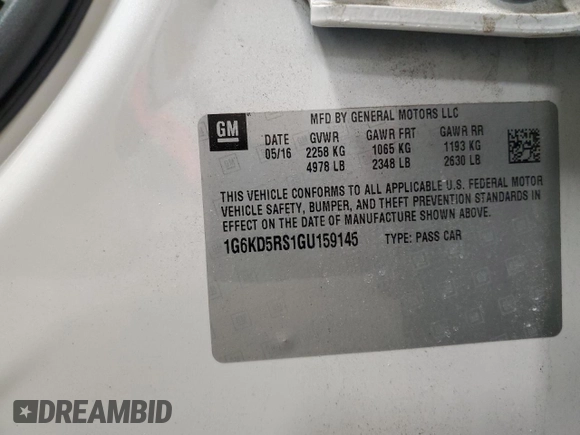 GM
MFD BY GENERAL MOTORS LLC
DATE GVWR GAWR FRT GAWR RR
05/16 2258 KG 1065 KG 1193 KG
4978 LB 2348 LB 2630 LB
THIS VEHICLE CONFORMS TO ALL APPLICABLE U.S. FEDERAL MOTOR
VEHICLE SAFETY, BUMPER, AND THEFT PREVENTION STANDARDS IN
EFFECT ON THE DATE OF MANUFACTURE SHOWN ABOVE.
1G6KD5RS1GU159145 TYPE: PASS CAR
DREAMBID